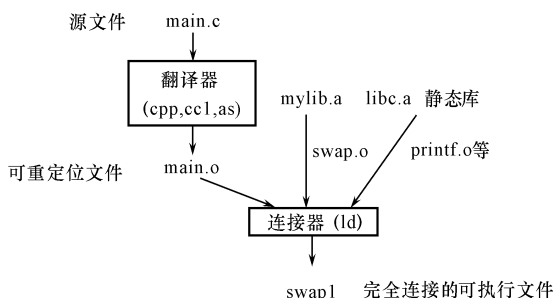 源文件 main.c
翻译器
(cpp,cc1,as)
mylib.a libc.a 静态库
swap.o printf.o等
可重定位文件 main.o
连接器 (ld)
swap1 完全连接的可执行文件